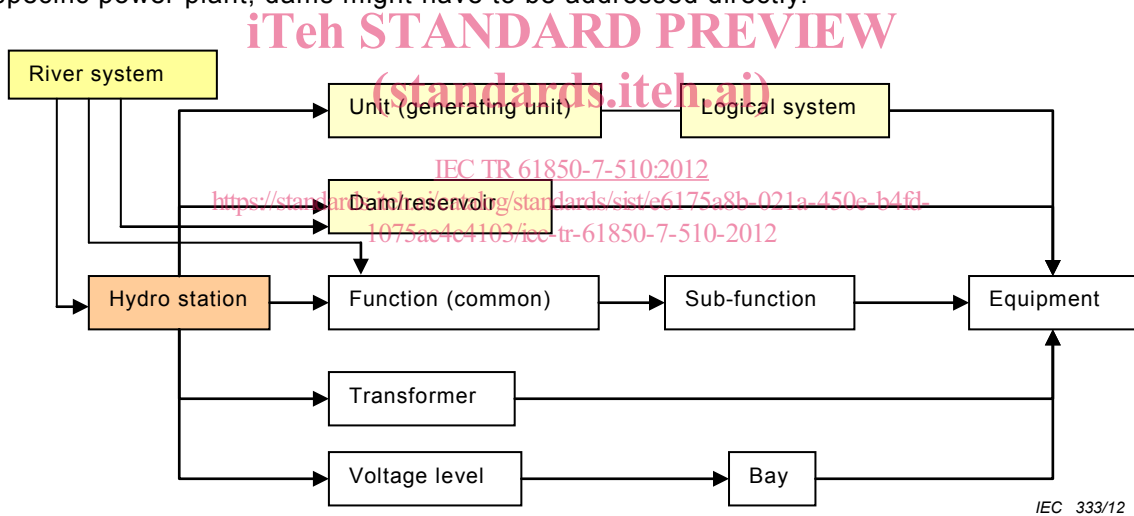 specific power plant, dams might have to be addressed directly.
iTeh STANDARD PREVIEW
River system
(standards.iteh.ai)
Unit (generating unit)
Logical system
IEC TR 61850-7-510:2012
https://standards.iteh.ai/catalog/standards/sist/e6175a8b-021a-450e-b4fd-
Dam/reservoir
1075ac4c4103/iec-tr-61850-7-510-2012
Hydro station
Function (common)
Sub-function
Equipment
Transformer
Voltage level
Bay
IEC 333/12